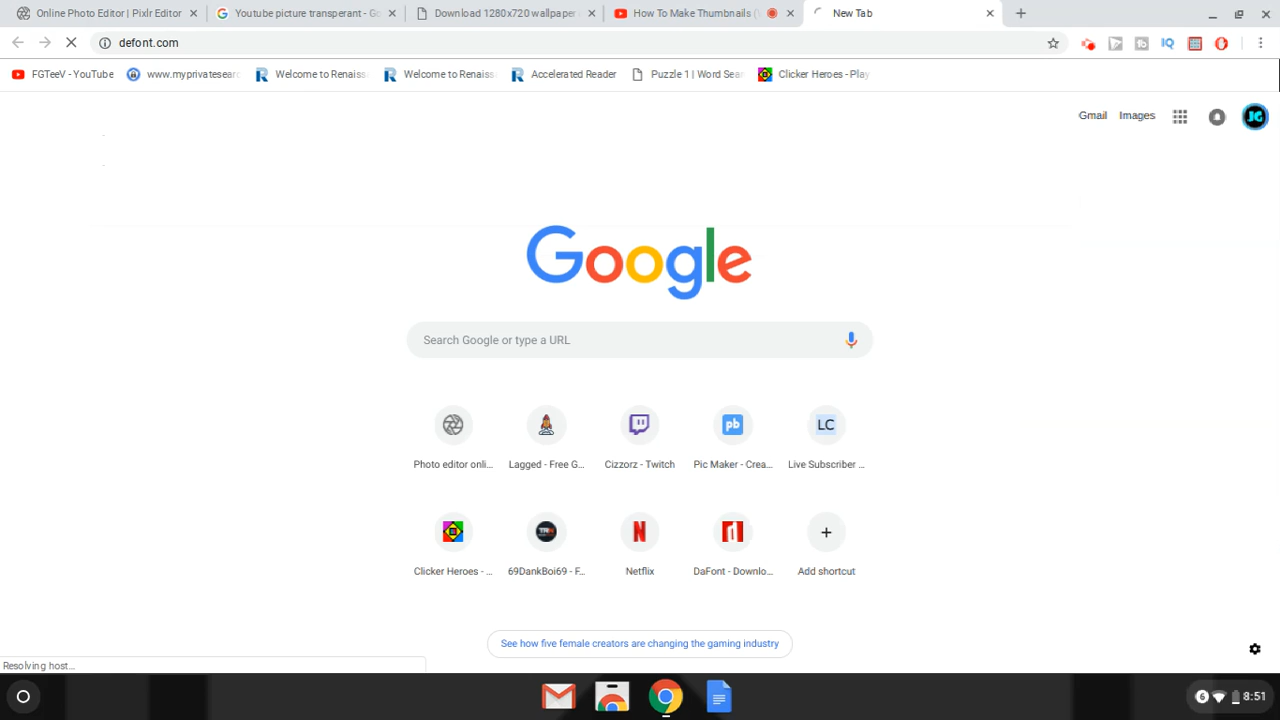 Online Photo Editor | Pixlr Editor
Youtube picture transperant - Go
Download 1280x720 wallpaper
How To Make Thumbnails (
New Tab
defont.com
FGTeeV - YouTube
www.myprivatesearc
Welcome to Renaiss
Welcome to Renaiss
Accelerated Reader
Puzzle 1 | Word Sea
Clicker Heroes - Play
Gmail
Images
JG
Google
Search Google or type a URL
Photo editor onli...
Lagged - Free G...
Cizzorz - Twitch
Pic Maker - Crea...
Live Subscriber ...
pb
LC
Clicker Heroes - ...
69DankBoi69 - F...
Netflix
DaFont - Downlo...
Add shortcut
See how five female creators are changing the gaming industry
Resolving host...
6
8:51